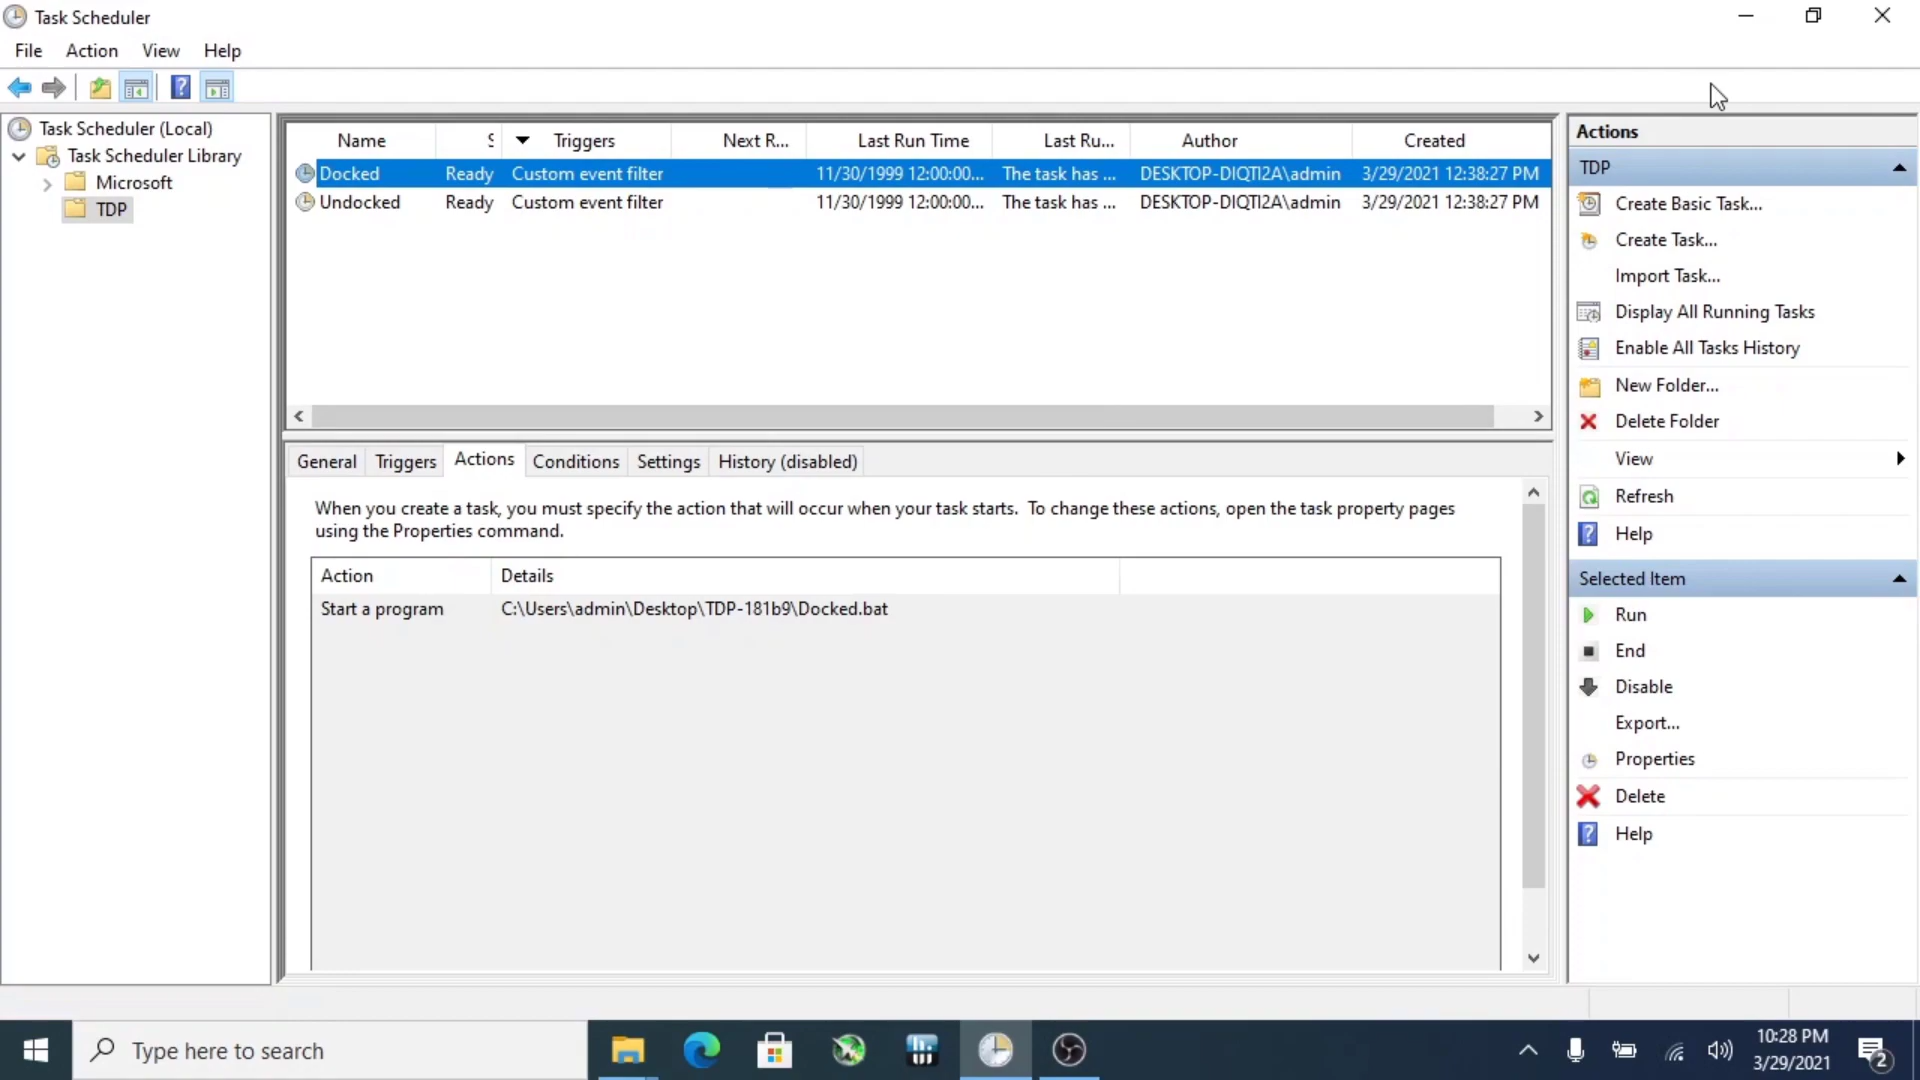 Task Scheduler
File Action View Help
Task Scheduler (Local)
Task Scheduler Library
Microsoft
TDP
Name S Triggers Next R... Last Run Time Last Ru... Author Created
Docked Ready Custom event filter 11/30/1999 12:00:00... The task has ... DESKTOP-DIQTI2A\admin 3/29/2021 12:38:27 PM
Undocked Ready Custom event filter 11/30/1999 12:00:00... The task has ... DESKTOP-DIQTI2A\admin 3/29/2021 12:38:27 PM
General Triggers Actions Conditions Settings History (disabled)
When you create a task, you must specify the action that will occur when your task starts. To change these actions, open the task property pages
using the Properties command.
Action Details
Start a program C:\Users\admin\Desktop\TDP-181b9\Docked.bat
Actions
TDP
Create Basic Task...
Create Task...
Import Task...
Display All Running Tasks
Enable All Tasks History
New Folder...
Delete Folder
View
Refresh
Help
Selected Item
Run
End
Disable
Export...
Properties
Delete
Help
Type here to search
10:28 PM
3/29/2021
2